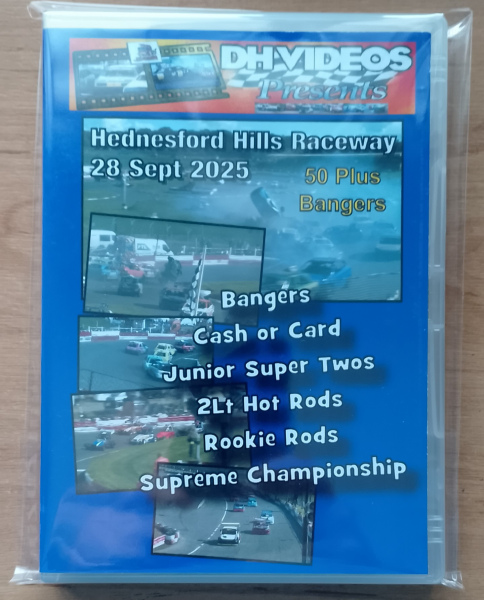 DHVIDEOS
Presents
Hednesford Hills Raceway
28 Sept 2025
50 Plus
Bangers
Bangers
Cash or Card
Junior Super Twos
2Lt Hot Rods
Rookie Rods
Supreme Championship